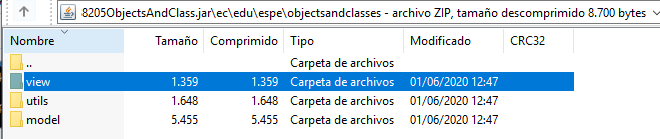 8205ObjectsAndClass.jar\ec\edu\espe\objectsandclasses - archivo ZIP, tamaño descomprimido 8.700 bytes
Nombre Tamaño Comprimido Tipo Modificado CRC32
.. Carpeta de archivos
view 1.359 1.359 Carpeta de archivos 01/06/2020 12:47
utils 1.648 1.648 Carpeta de archivos 01/06/2020 12:47
model 5.455 5.455 Carpeta de archivos 01/06/2020 12:47